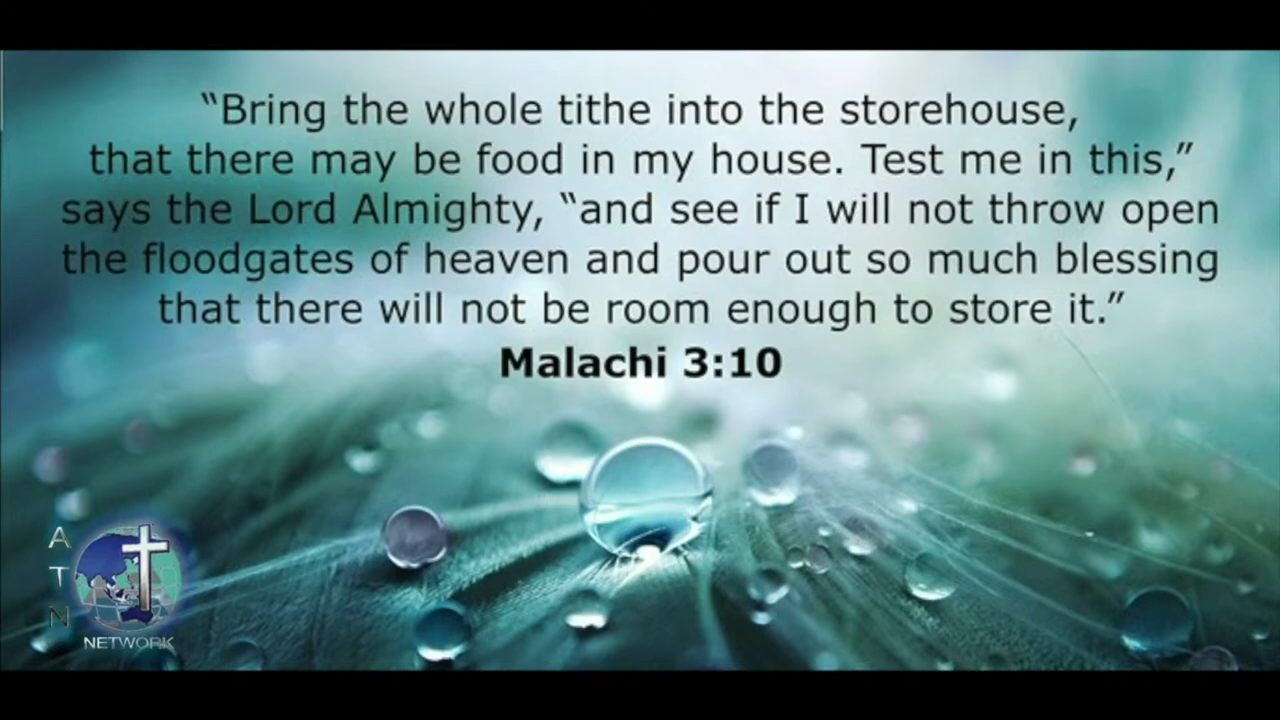 “Bring the whole tithe into the storehouse,
that there may be food in my house. Test me in this,”
says the Lord Almighty, “and see if I will not throw open
the floodgates of heaven and pour out so much blessing
that there will not be room enough to store it.”
Malachi 3:10
A
T
N
NETWORK